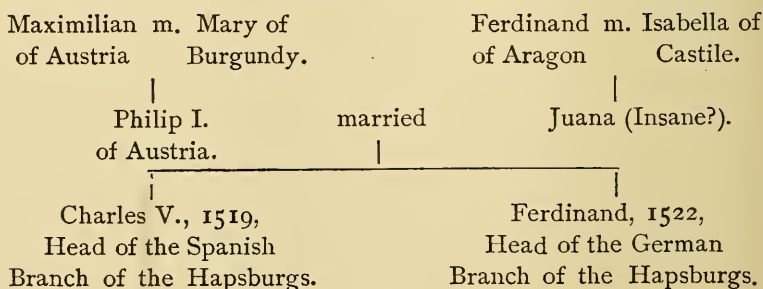 Maximilian m. Mary of Ferdinand m. Isabella of
of Austria Burgundy. of Aragon Castile.
Philip I. married Juana (Insane?).
of Austria.
Charles V., 1519, Ferdinand, 1522,
Head of the Spanish Head of the German
Branch of the Hapsburgs. Branch of the Hapsburgs.